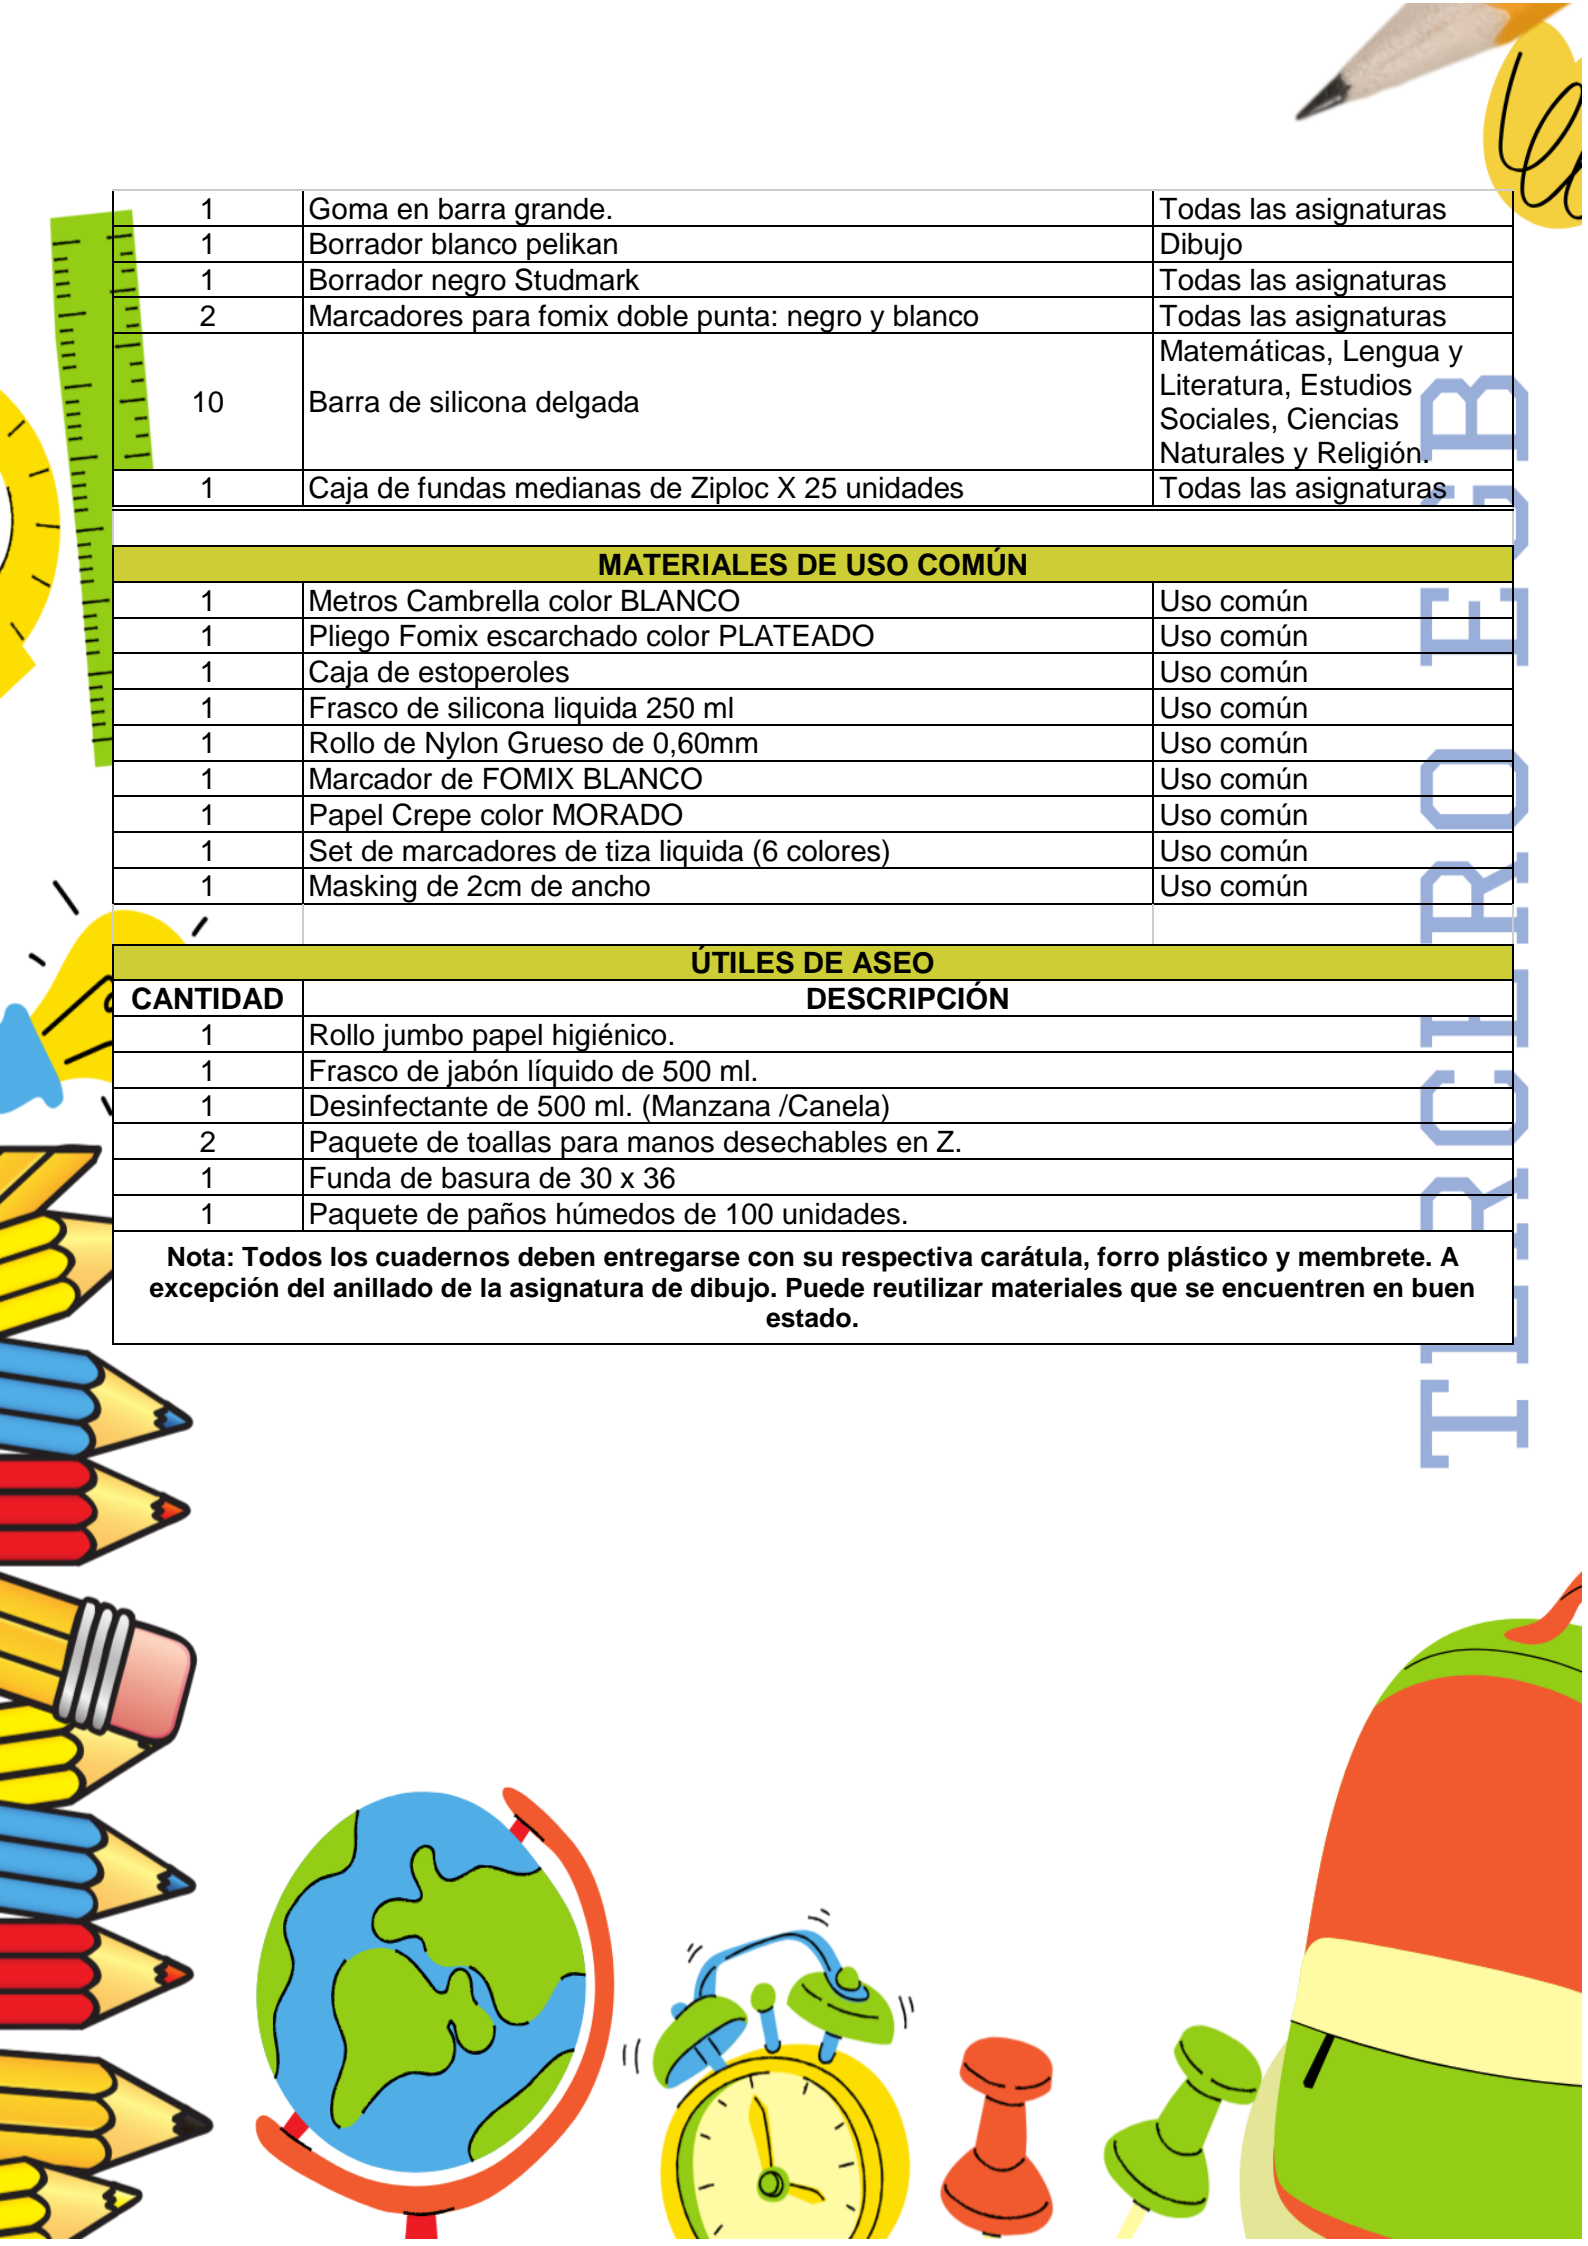 1 Goma en barra grande. Todas las asignaturas
1 Borrador blanco pelikan Dibujo
1 Borrador negro Studmark Todas las asignaturas
2 Marcadores para fomix doble punta: negro y blanco Todas las asignaturas
10 Barra de silicona delgada Matemáticas, Lengua y
Literatura, Estudios
Sociales, Ciencias
Naturales y Religión.
1 Caja de fundas medianas de Ziploc X 25 unidades Todas las asignaturas
MATERIALES DE USO COMÚN
1 Metros Cambrella color BLANCO Uso común
1 Pliego Fomix escarchado color PLATEADO Uso común
1 Caja de estoperoles Uso común
1 Frasco de silicona liquida 250 ml Uso común
1 Rollo de Nylon Grueso de 0,60mm Uso común
1 Marcador de FOMIX BLANCO Uso común
1 Papel Crepe color MORADO Uso común
1 Set de marcadores de tiza liquida (6 colores) Uso común
1 Masking de 2cm de ancho Uso común
ÚTILES DE ASEO
CANTIDAD DESCRIPCIÓN
1 Rollo jumbo papel higiénico.
1 Frasco de jabón líquido de 500 ml.
1 Desinfectante de 500 ml. (Manzana /Canela)
2 Paquete de toallas para manos desechables en Z.
1 Funda de basura de 30 x 36
1 Paquete de paños húmedos de 100 unidades.
Nota: Todos los cuadernos deben entregarse con su respectiva carátula, forro plástico y membrete. A
excepción del anillado de la asignatura de dibujo. Puede reutilizar materiales que se encuentren en buen
estado.
TERCERO EGB